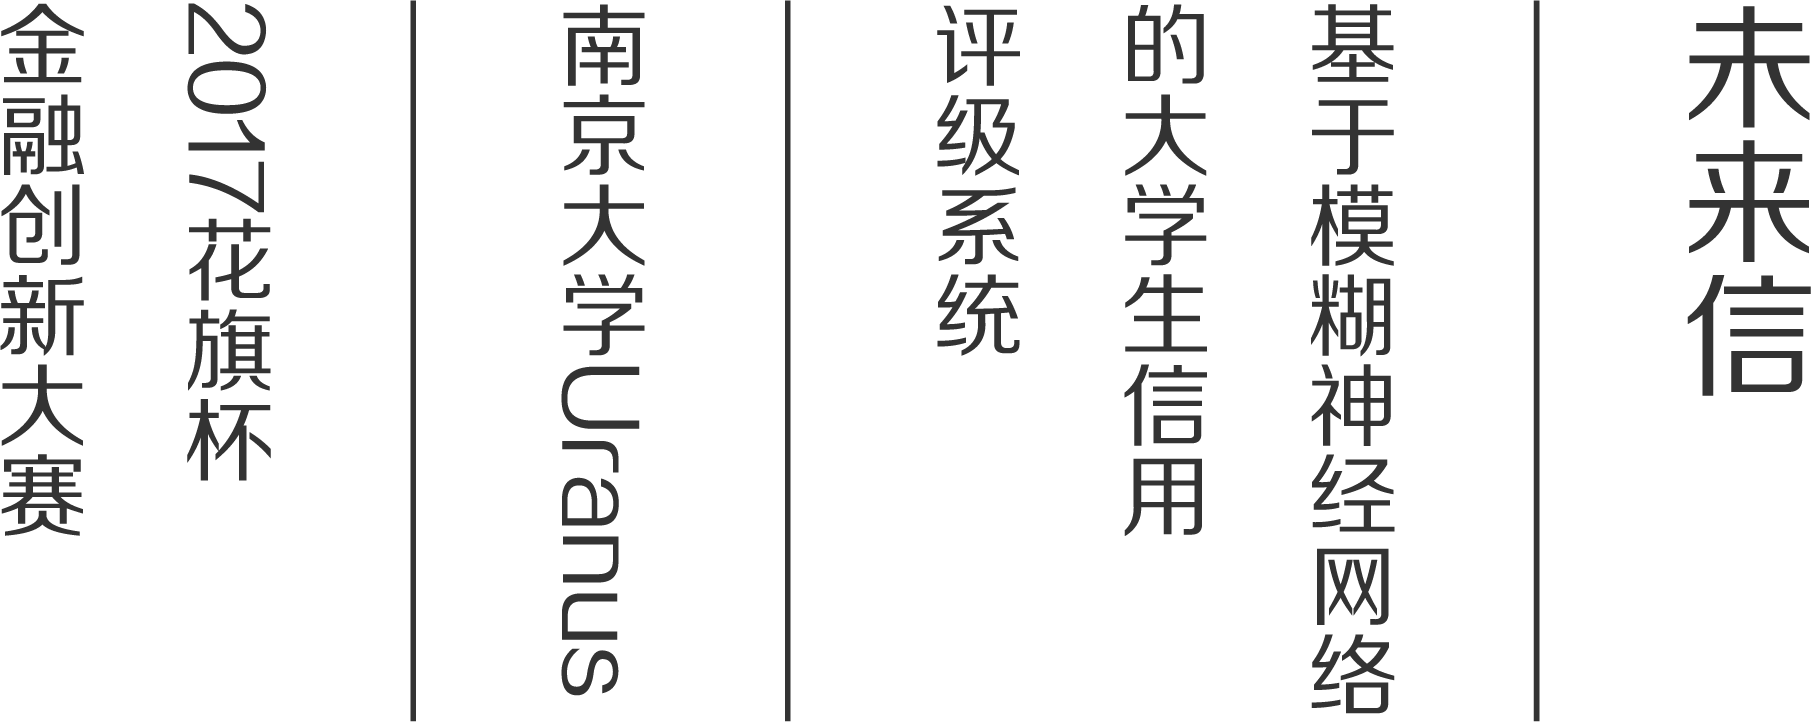 未来信
基于模糊神经网络
的大学生信用
评级系统
南京大学Uranus
2017花旗杯
金融创新大赛